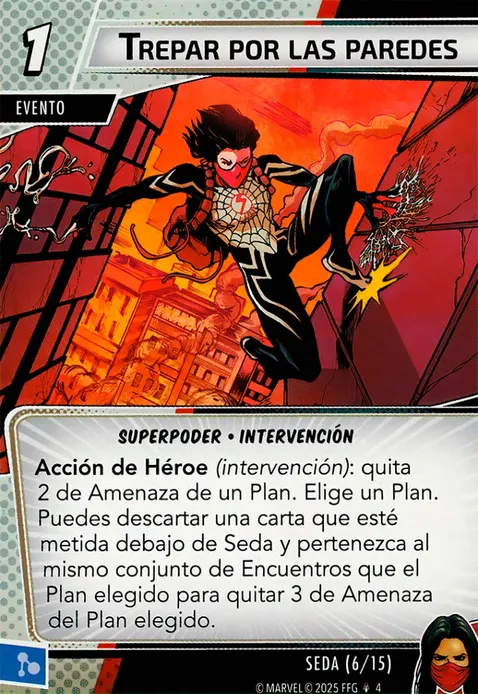 1
TREPAR POR LAS PAREDES
EVENTO
SUPERPODER • INTERVENCIÓN
Acción de Héroe (intervención): quita
2 de Amenaza de un Plan. Elige un Plan.
Puedes descartar una carta que esté
metida debajo de Seda y pertenezca al
mismo conjunto de Encuentros que el
Plan elegido para quitar 3 de Amenaza
del Plan elegido.
SEDA (6/15)
© MARVEL © 2025 FFG 4